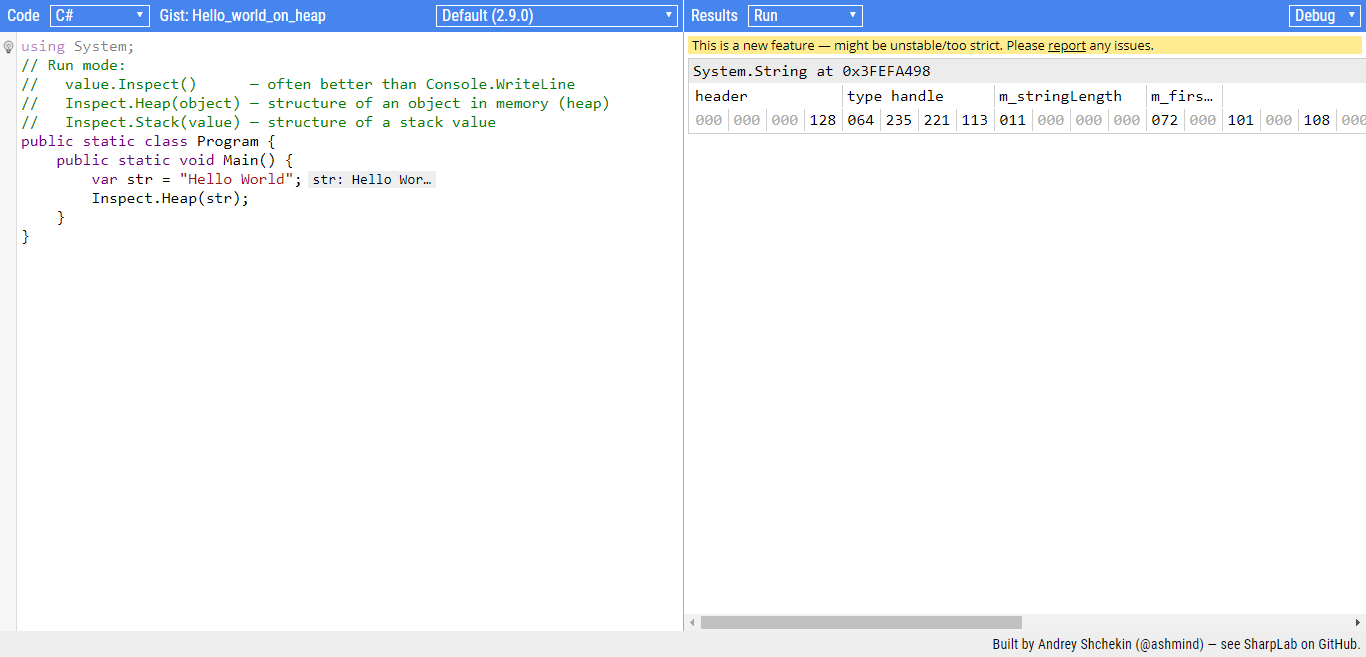 Code C# Gist: Hello_world_on_heap Default (2.9.0) Results Run Debug
using System;
// Run mode:
//   value.Inspect()      — often better than Console.WriteLine
//   Inspect.Heap(object) — structure of an object in memory (heap)
//   Inspect.Stack(value) — structure of a stack value
public static class Program {
    public static void Main() {
        var str = "Hello World"; str: Hello Wor…
        Inspect.Heap(str);
    }
}
This is a new feature — might be unstable/too strict. Please report any issues.
System.String at 0x3FEFA498
header type handle m_stringLength m_firs…
000 000 000 128 064 235 221 113 011 000 000 000 072 000 101 000 108 000
Built by Andrey Shchekin (@ashmind) — see SharpLab on GitHub.